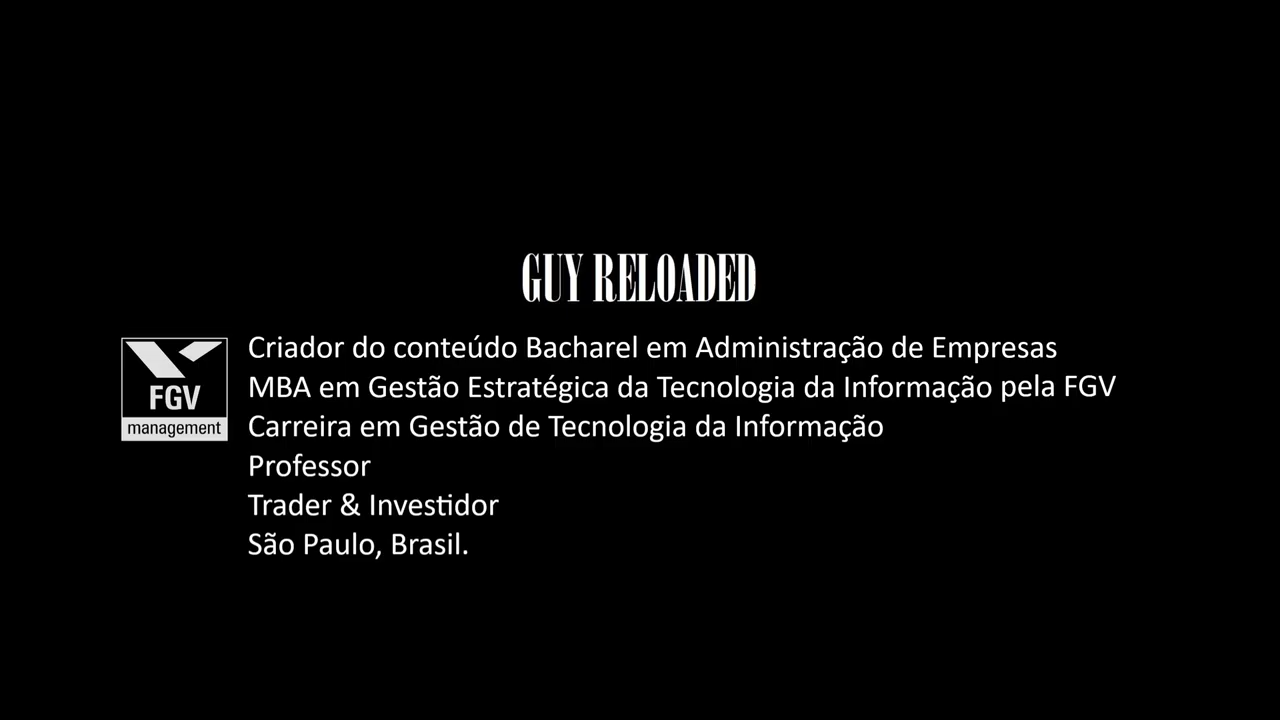 GUY RELOADED
FGV
management
Criador do conteúdo Bacharel em Administração de Empresas
MBA em Gestão Estratégica da Tecnologia da Informação pela FGV
Carreira em Gestão de Tecnologia da Informação
Professor
Trader & Investidor
São Paulo, Brasil.